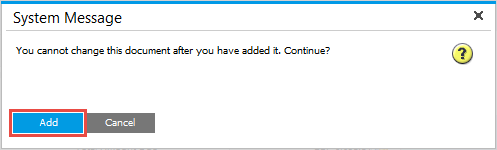 System Message
You cannot change this document after you have added it. Continue?
Add Cancel